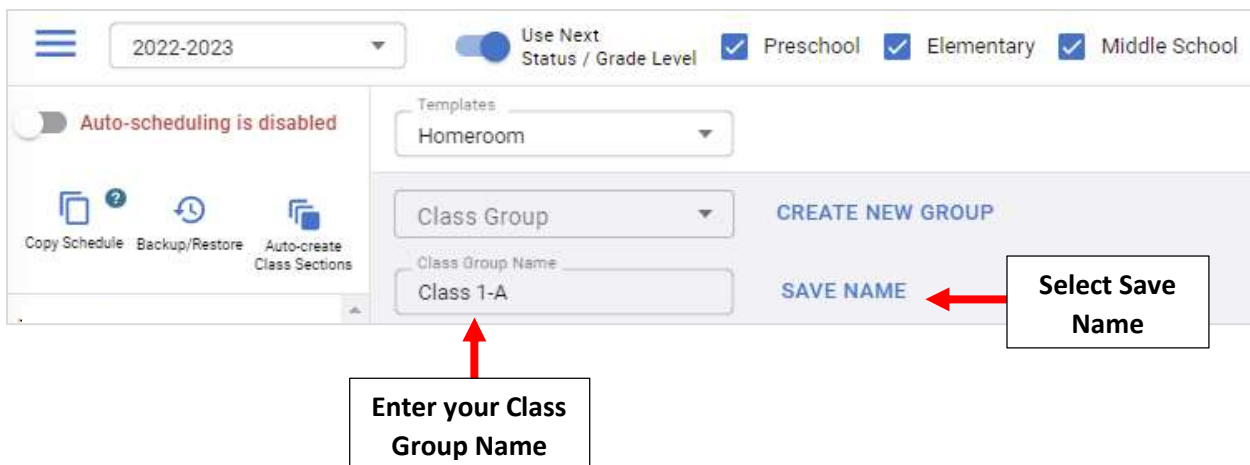 2022-2023
Use Next
Status / Grade Level
Preschool
Elementary
Middle School
Auto-scheduling is disabled
Templates
Homeroom
?
Copy Schedule
Backup/Restore
Auto-create
Class Sections
Class Group
CREATE NEW GROUP
Class Group Name
Class 1-A
SAVE NAME
Select Save
Name
Enter your Class
Group Name